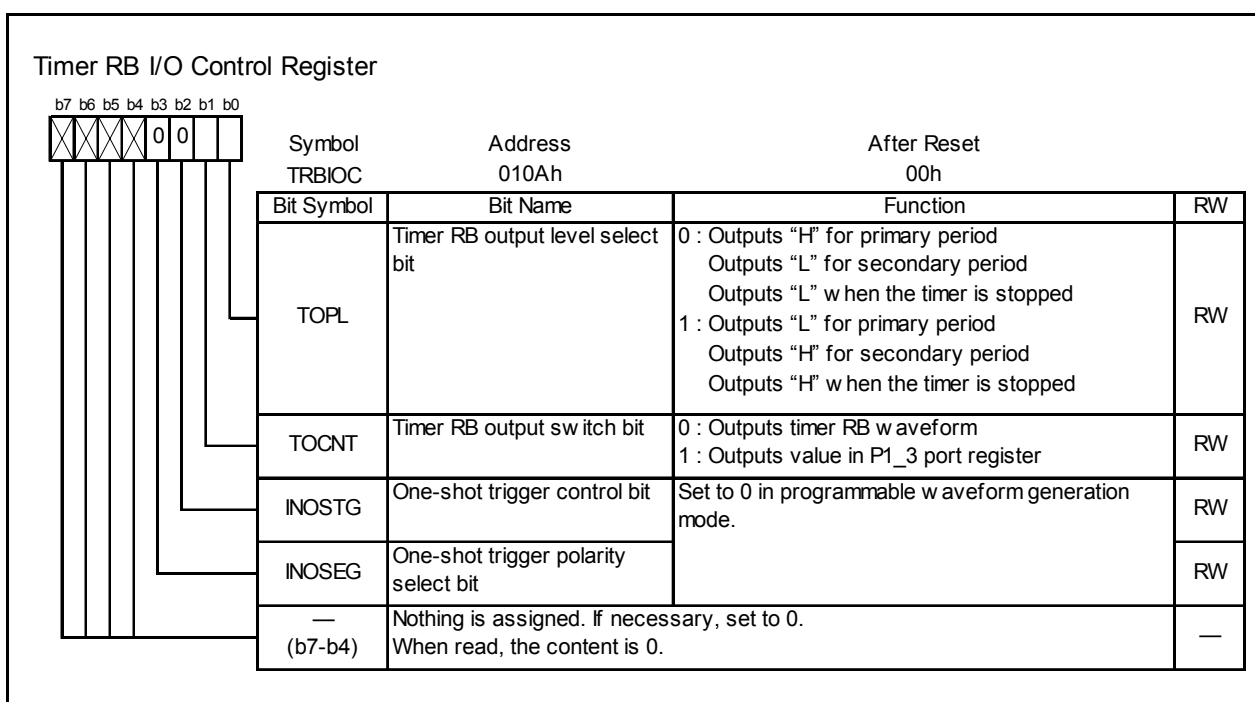 Timer RB I/O Control Register
b7 b6 b5 b4 b3 b2 b1 b0
0 0
Symbol Address After Reset
TRBIOC 010Ah 00h
Bit Symbol Bit Name Function RW
TOPL Timer RB output level select bit 0 : Outputs “H” for primary period
Outputs “L” for secondary period
Outputs “L” when the timer is stopped
1 : Outputs “L” for primary period
Outputs “H” for secondary period
Outputs “H” when the timer is stopped
RW
TOCNT Timer RB output switch bit 0 : Outputs timer RB waveform
1 : Outputs value in P1_3 port register
RW
INOSTG One-shot trigger control bit Set to 0 in programmable waveform generation
mode.
RW
INOSEG One-shot trigger polarity
select bit
RW
—
(b7-b4)
Nothing is assigned. If necessary, set to 0.
When read, the content is 0.
—